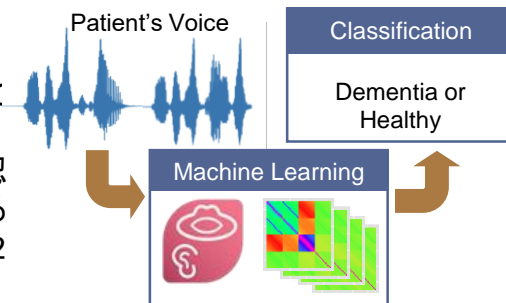 Patient's Voice
Classification
Dementia or
Healthy
Machine Learning